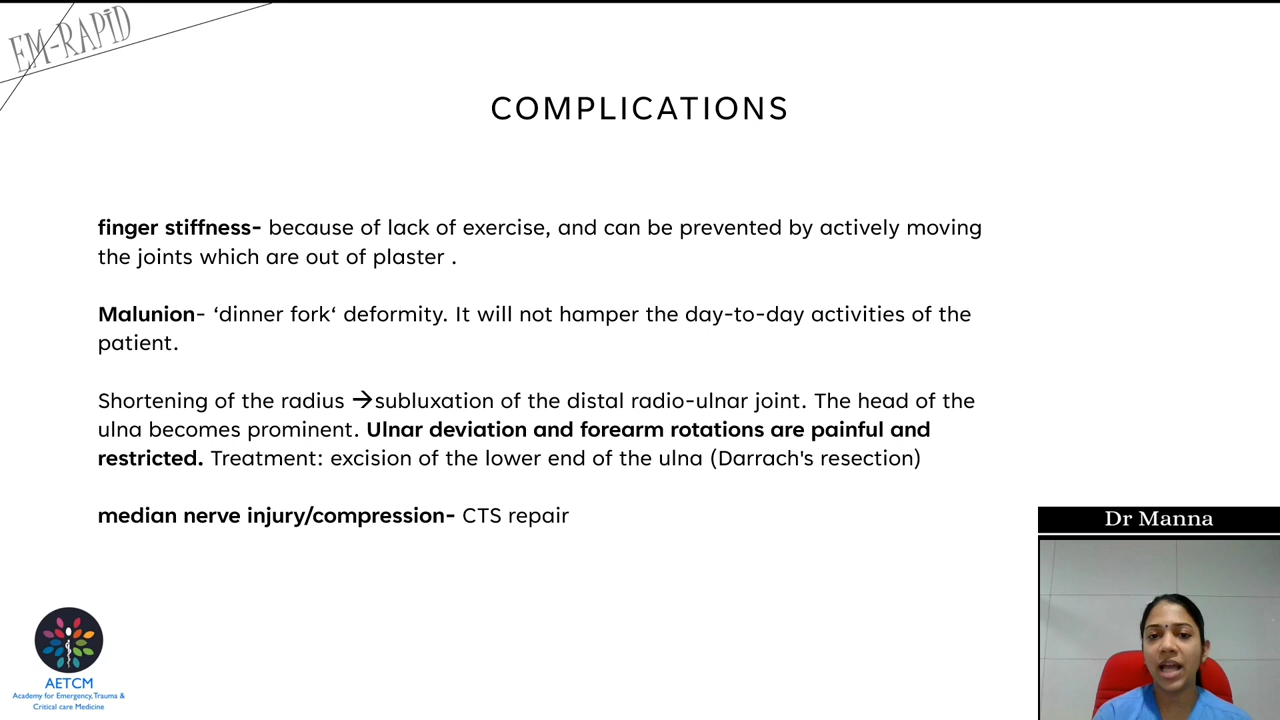 EM-RAPID
COMPLICATIONS
finger stiffness- because of lack of exercise, and can be prevented by actively moving
the joints which are out of plaster .
Malunion- ‘dinner fork‘ deformity. It will not hamper the day-to-day activities of the
patient.
Shortening of the radius →subluxation of the distal radio-ulnar joint. The head of the
ulna becomes prominent. Ulnar deviation and forearm rotations are painful and
restricted. Treatment: excision of the lower end of the ulna (Darrach's resection)
median nerve injury/compression- CTS repair
Dr Manna
AETCM
Academy for Emergency, Trauma &
Critical care Medicine